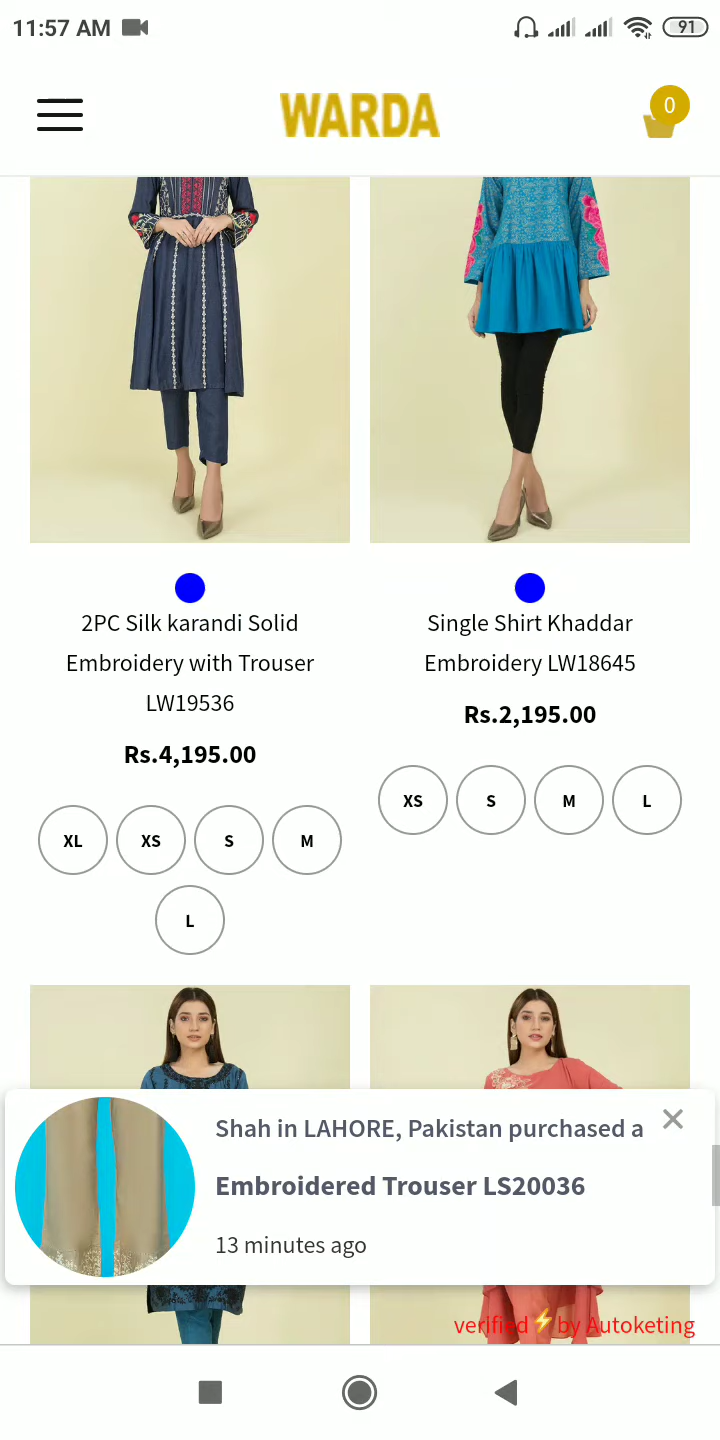 11:57 AM
91
WARDA
0
2PC Silk karandi Solid
Embroidery with Trouser
LW19536
Rs.4,195.00
XL XS S M
L
Single Shirt Khaddar
Embroidery LW18645
Rs.2,195.00
XS S M L
Shah in LAHORE, Pakistan purchased a
Embroidered Trouser LS20036
13 minutes ago
verified⚡by Autoketing